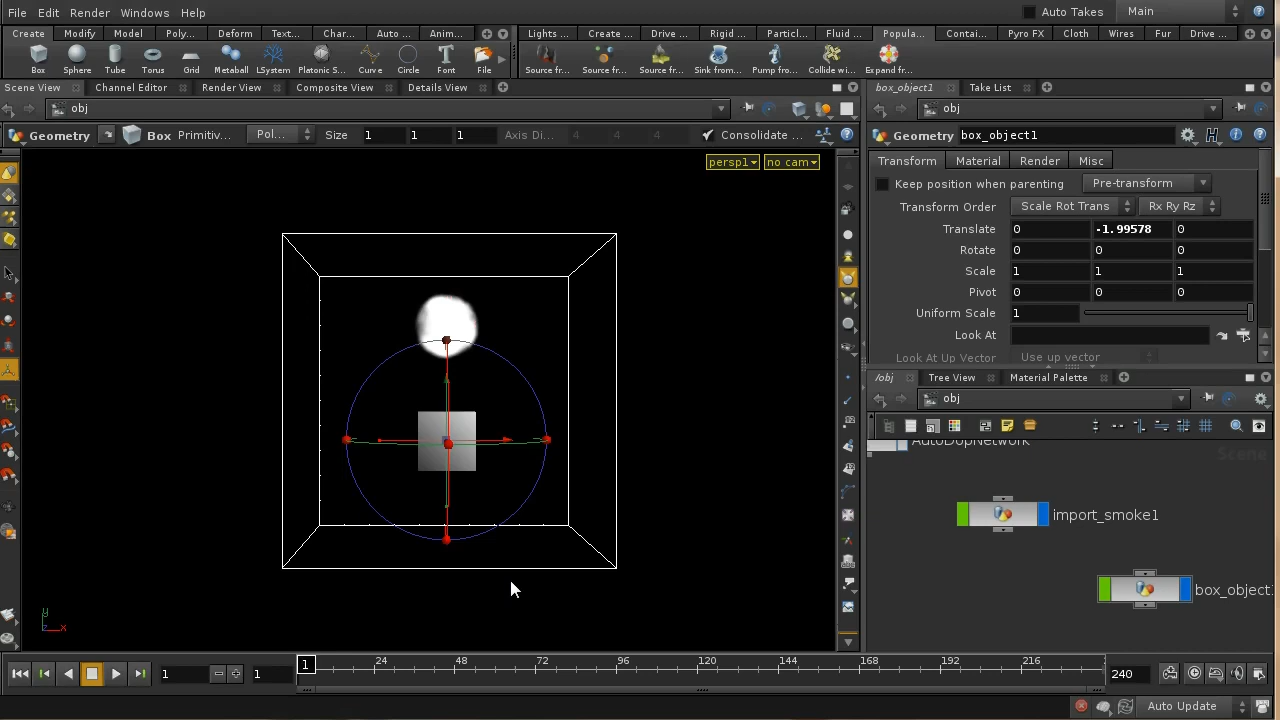 File Edit Render Windows Help Auto Takes Main
Create Modify Model Poly... Deform Text... Char... Auto ... Anim... Lights ... Create ... Drive ... Rigid ... Particl... Fluid ... Popula... Contai... Pyro FX Cloth Wires Fur Drive ...
Box Sphere Tube Torus Grid Metaball LSystem Platonic S... Curve Circle Font File Source fr... Source fr... Source fr... Sink from... Pump fro... Collide wi... Expand fr...
Scene View Channel Editor Render View Composite View Details View box_object1 Take List
obj obj
Geometry Box Primitiv... Pol... Size 1 1 1 Axis Di... 4 4 4 Consolidate ... Geometry box_object1
persp1 no cam
Transform Material Render Misc
Keep position when parenting Pre-transform
Transform Order Scale Rot Trans Rx Ry Rz
Translate 0 -1.99578 0
Rotate 0 0 0
Scale 1 1 1
Pivot 0 0 0
Uniform Scale 1
Look At
Look At Up Vector Use up vector
/obj Tree View Material Palette
obj
AutoDopNetwork Scene
import_smoke1
box_object1
y x
1 1 1 24 48 72 96 120 144 168 192 216 240
Auto Update